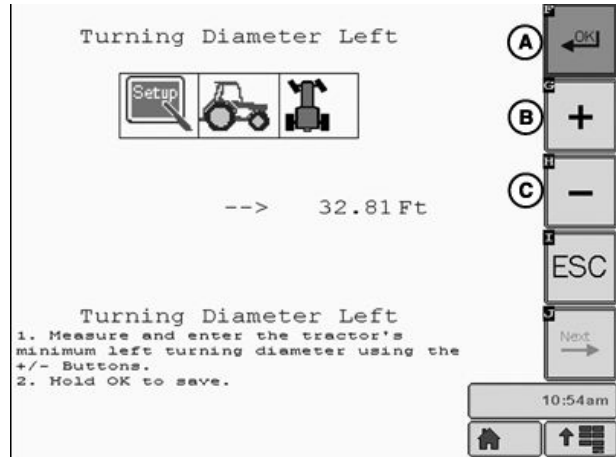 Turning Diameter Left
Setup
--> 32.81 Ft
Turning Diameter Left
1. Measure and enter the tractor's
minimum left turning diameter using the
+/- Buttons.
2. Hold OK to save.
A
F
OK
B
G
+
C
H
−
I
ESC
J
Next
10:54am